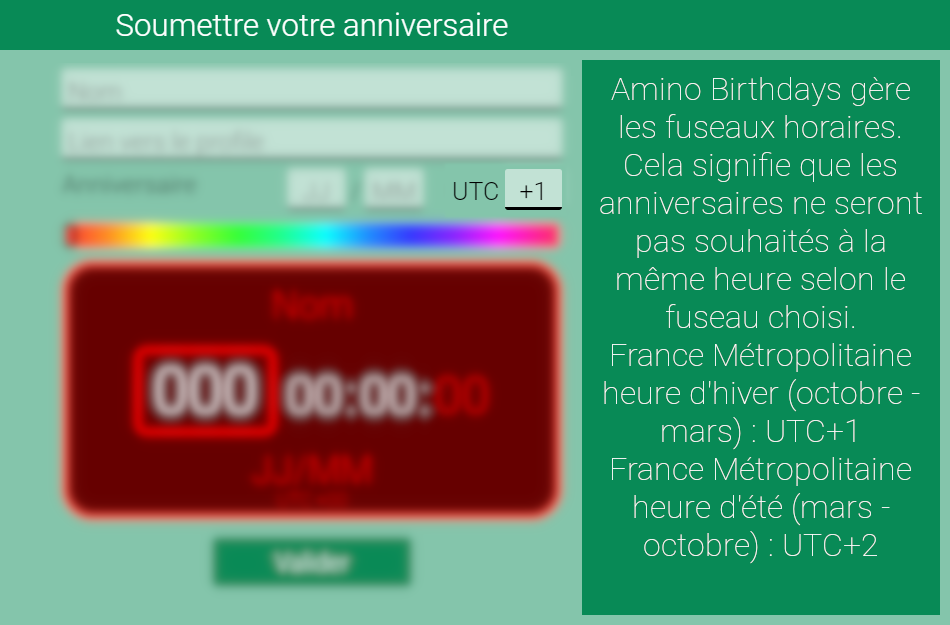 Soumettre votre anniversaire
Nom
Lien vers le profile
Anniversaire JJ / MM UTC +1
Nom
000 00:00:00
JJ/MM
Valider
Amino Birthdays gère
les fuseaux horaires.
Cela signifie que les
anniversaires ne seront
pas souhaités à la
même heure selon le
fuseau choisi.
France Métropolitaine
heure d'hiver (octobre -
mars) : UTC+1
France Métropolitaine
heure d'été (mars -
octobre) : UTC+2